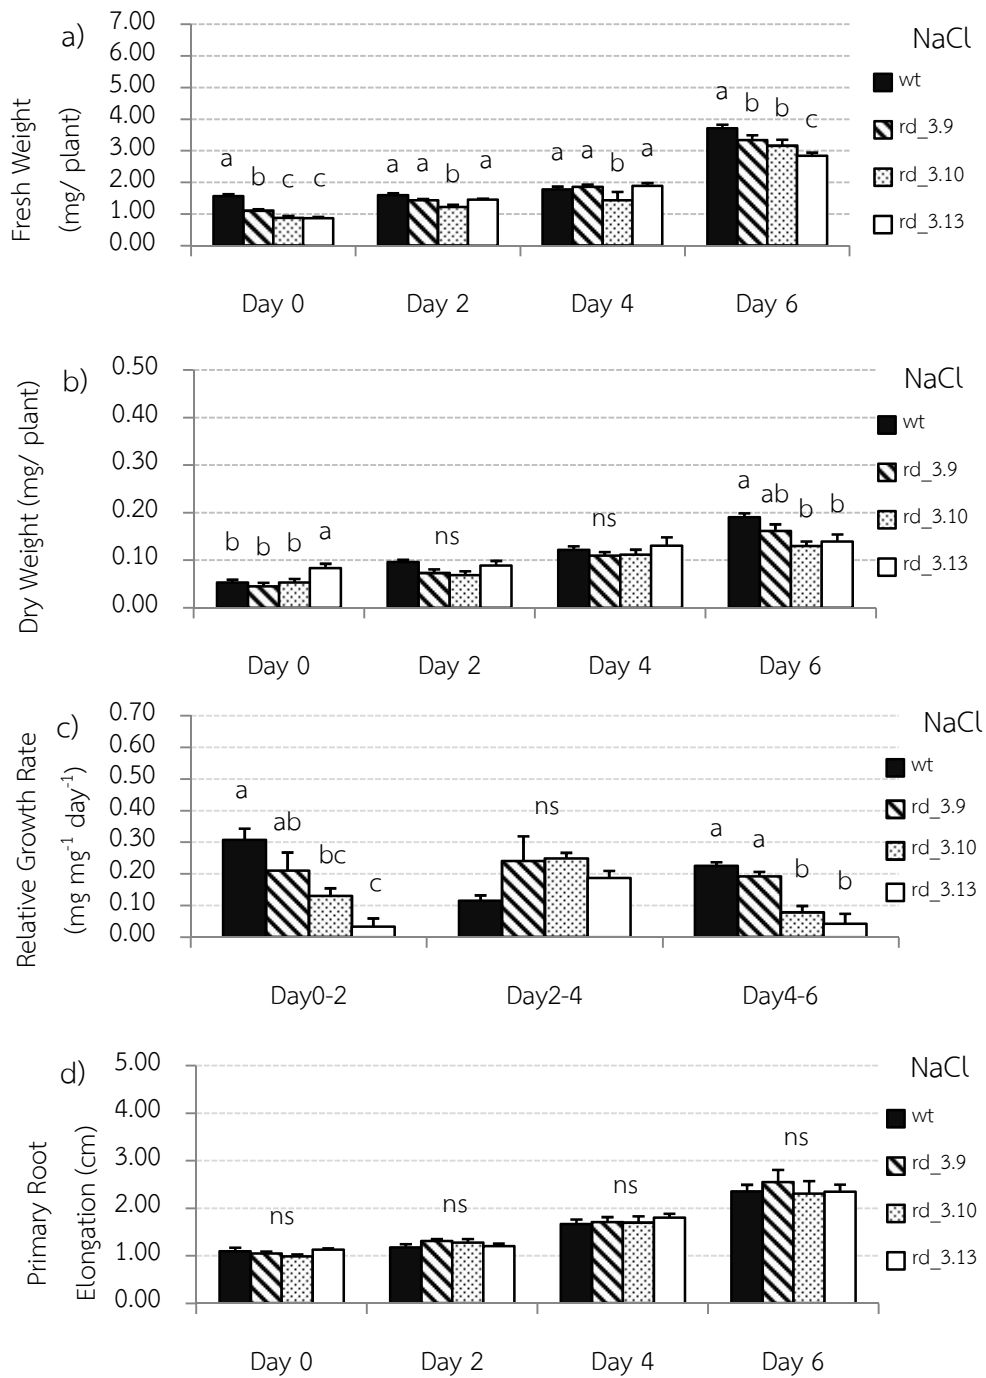 a)
Fresh Weight
(mg/ plant)
7.00
6.00
5.00
4.00
3.00
2.00
1.00
0.00
a b c c
a a b a
a a b a
a b b c
Day 0 Day 2 Day 4 Day 6
NaCl
wt
rd_3.9
rd_3.10
rd_3.13
b)
Dry Weight (mg/ plant)
0.50
0.40
0.30
0.20
0.10
0.00
b b b a
ns
ns
a ab b b
Day 0 Day 2 Day 4 Day 6
NaCl
wt
rd_3.9
rd_3.10
rd_3.13
c)
Relative Growth Rate
(mg mg⁻¹ day⁻¹)
0.70
0.60
0.50
0.40
0.30
0.20
0.10
0.00
a ab bc c
ns
a a b b
Day0-2 Day2-4 Day4-6
NaCl
wt
rd_3.9
rd_3.10
rd_3.13
d)
Primary Root
Elongation (cm)
5.00
4.00
3.00
2.00
1.00
0.00
ns
ns
ns
ns
Day 0 Day 2 Day 4 Day 6
NaCl
wt
rd_3.9
rd_3.10
rd_3.13